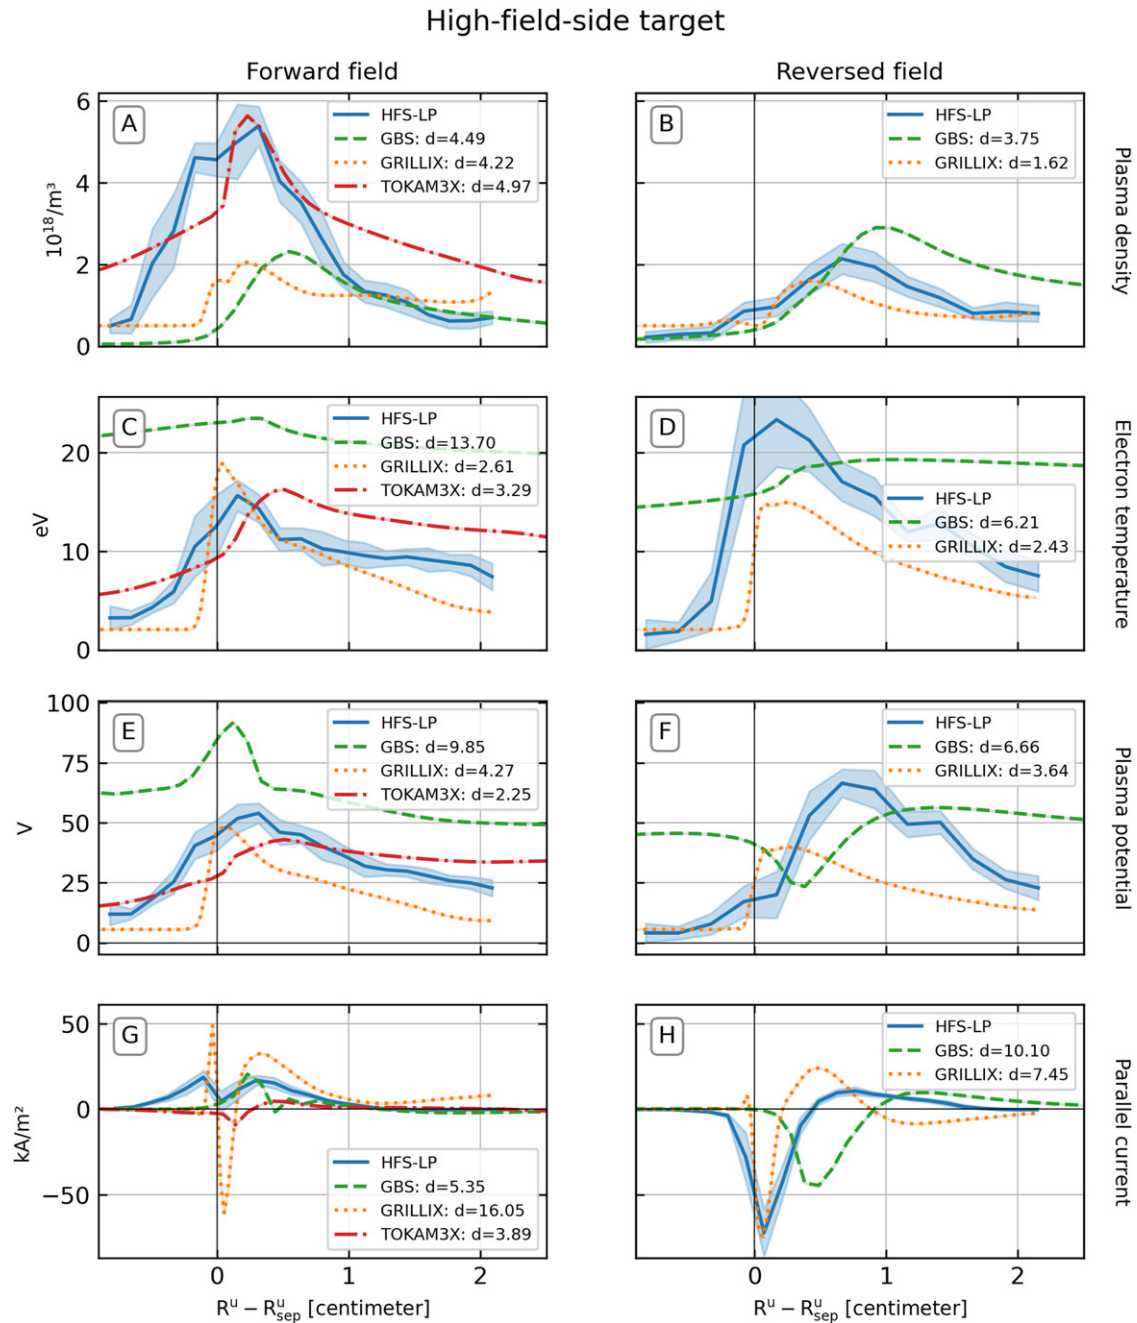 High-field-side target
Forward field
Reversed field
A
HFS-LP
GBS: d=4.49
GRILLIX: d=4.22
TOKAM3X: d=4.97
6
4
2
0
10¹⁸/m³
B
HFS-LP
GBS: d=3.75
GRILLIX: d=1.62
Plasma density
C
HFS-LP
GBS: d=13.70
GRILLIX: d=2.61
TOKAM3X: d=3.29
20
10
0
eV
D
HFS-LP
GBS: d=6.21
GRILLIX: d=2.43
Electron temperature
E
HFS-LP
GBS: d=9.85
GRILLIX: d=4.27
TOKAM3X: d=2.25
100
75
50
25
0
V
F
HFS-LP
GBS: d=6.66
GRILLIX: d=3.64
Plasma potential
G
HFS-LP
GBS: d=5.35
GRILLIX: d=16.05
TOKAM3X: d=3.89
50
0
−50
kA/m²
H
HFS-LP
GBS: d=10.10
GRILLIX: d=7.45
Parallel current
0 1 2
0 1 2
Rᵘ − Rᵘsep [centimeter]
Rᵘ − Rᵘsep [centimeter]